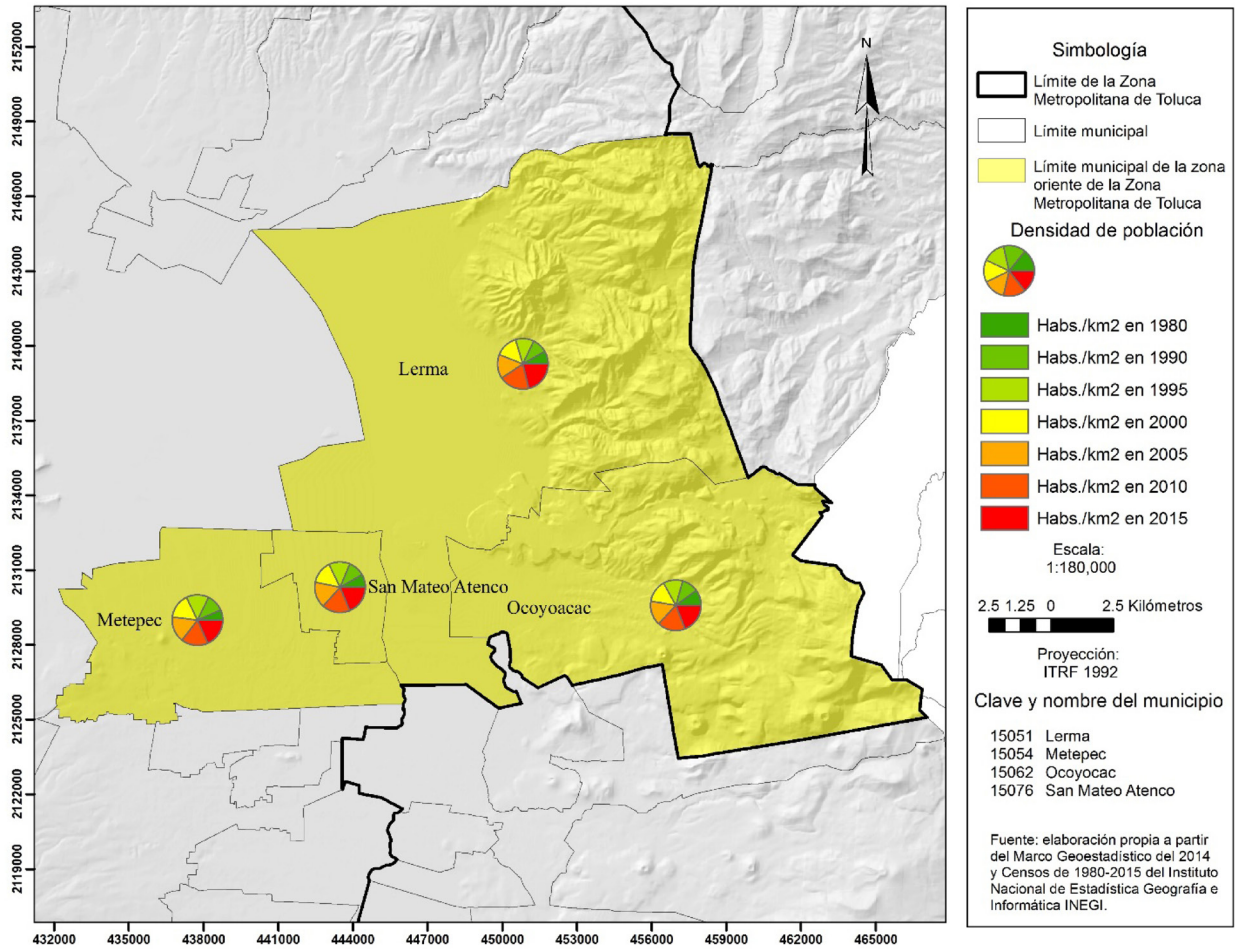 2152000
2149000
2146000
2143000
2140000
2137000
2134000
2131000
2128000
2125000
2122000
2119000
432000 435000 438000 441000 444000 447000 450000 453000 456000 459000 462000 465000
N
Lerma
San Mateo Atenco
Metepec
Ocoyoacac
Simbología
Límite de la Zona
Metropolitana de Toluca
Límite municipal
Límite municipal de la zona
oriente de la Zona
Metropolitana de Toluca
Densidad de población
Habs./km2 en 1980
Habs./km2 en 1990
Habs./km2 en 1995
Habs./km2 en 2000
Habs./km2 en 2005
Habs./km2 en 2010
Habs./km2 en 2015
Escala:
1:180,000
2.5 1.25 0 2.5 Kilómetros
Proyección:
ITRF 1992
Clave y nombre del municipio
15051 Lerma
15054 Metepec
15062 Ocoyocac
15076 San Mateo Atenco
Fuente: elaboración propia a partir
del Marco Geoestadístico del 2014
y Censos de 1980-2015 del Instituto
Nacional de Estadística Geografía e
Informática INEGI.